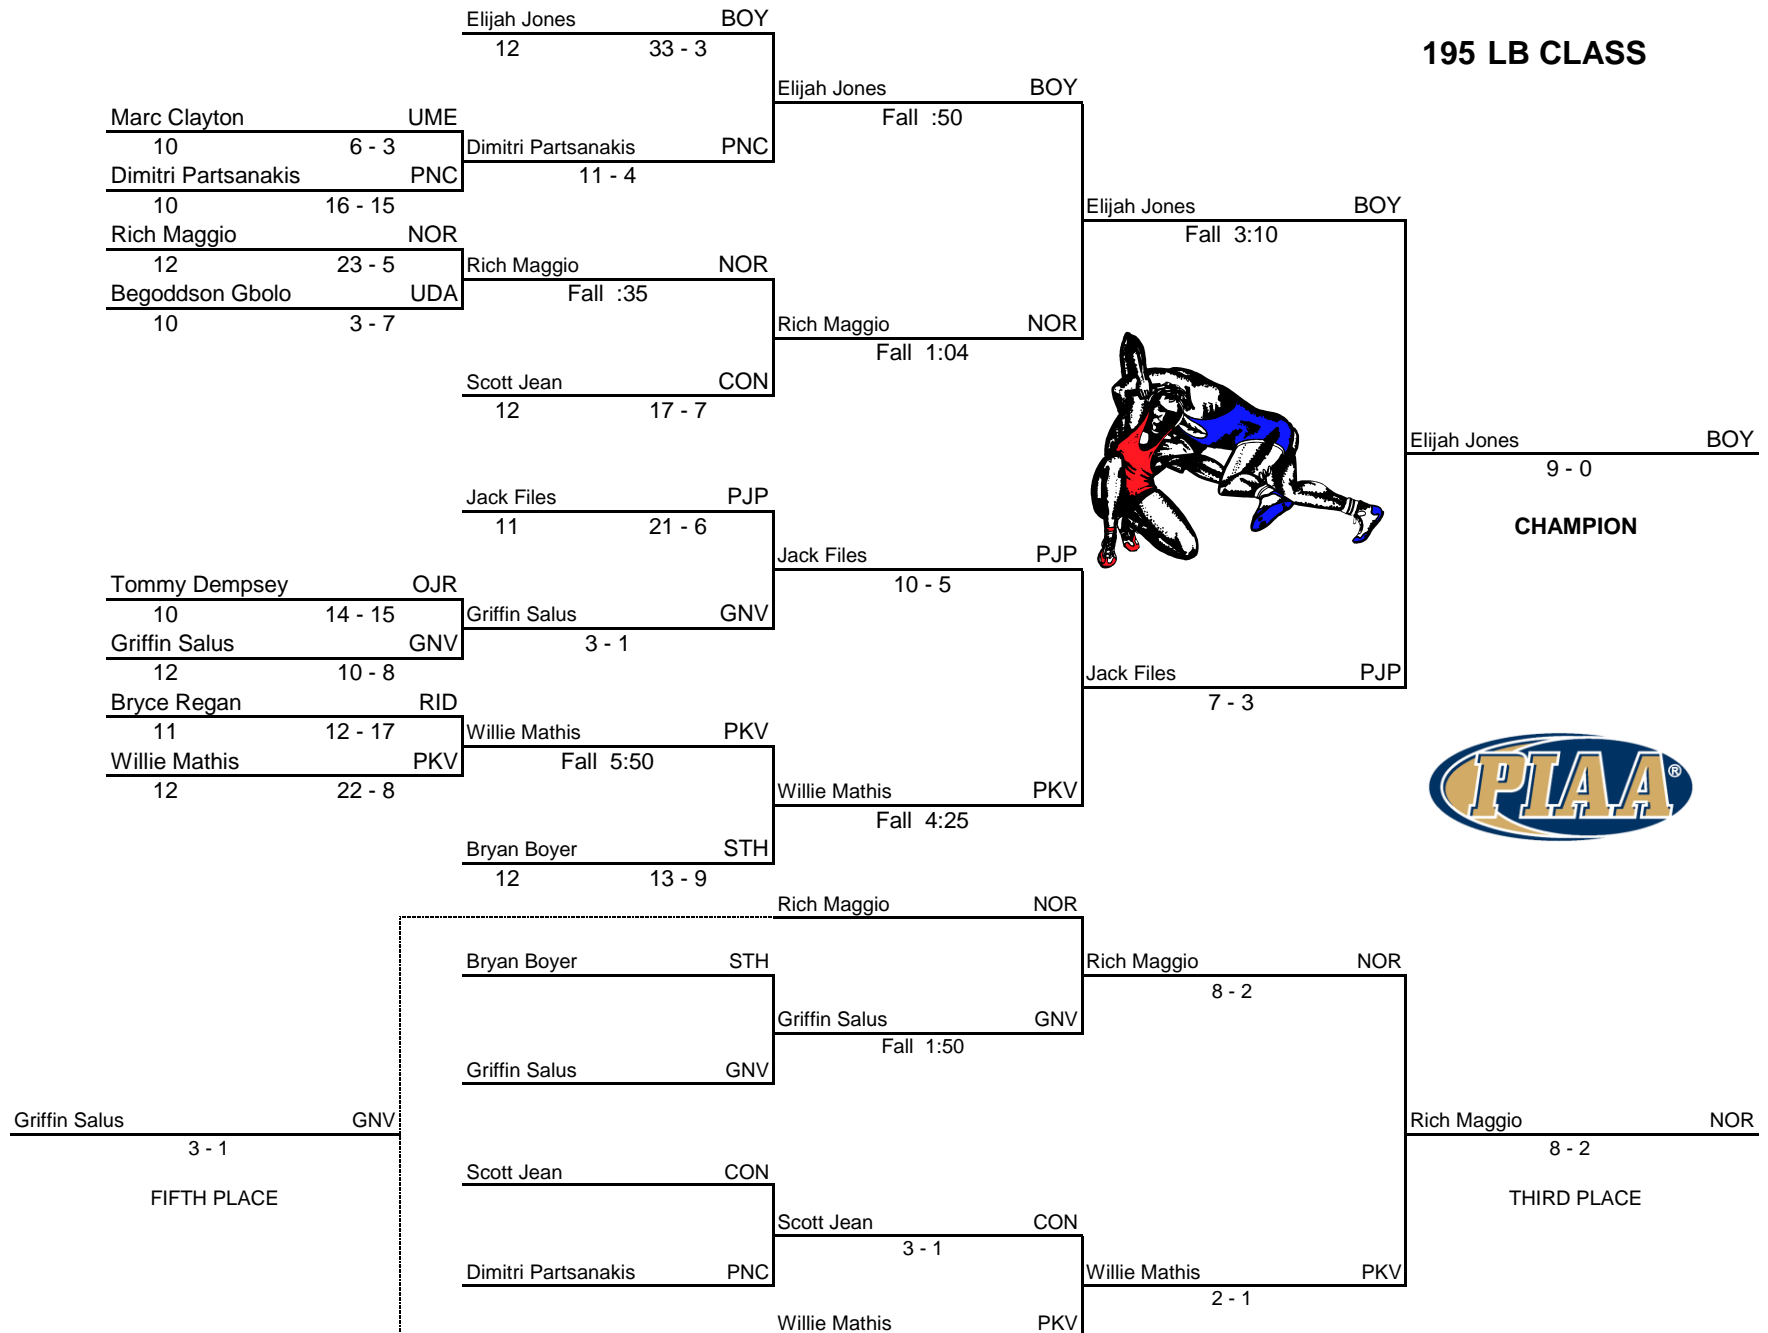 Elijah Jones BOY
12 33 - 3
195 LB CLASS
Elijah Jones BOY
Fall :50
Marc Clayton UME
10 6 - 3
Dimitri Partsanakis PNC
11 - 4
Dimitri Partsanakis PNC
10 16 - 15
Elijah Jones BOY
Fall 3:10
Rich Maggio NOR
12 23 - 5
Rich Maggio NOR
Fall :35
Begoddson Gbolo UDA
10 3 - 7
Rich Maggio NOR
Fall 1:04
Scott Jean CON
12 17 - 7
Elijah Jones BOY
9 - 0
CHAMPION
Jack Files PJP
11 21 - 6
Jack Files PJP
10 - 5
Tommy Dempsey OJR
10 14 - 15
Griffin Salus GNV
3 - 1
Griffin Salus GNV
12 10 - 8
Jack Files PJP
7 - 3
Bryce Regan RID
11 12 - 17
Willie Mathis PKV
Fall 5:50
Willie Mathis PKV
12 22 - 8
Willie Mathis PKV
Fall 4:25
PIAA®
Bryan Boyer STH
12 13 - 9
Rich Maggio NOR
Bryan Boyer STH
Rich Maggio NOR
8 - 2
Griffin Salus GNV
Fall 1:50
Griffin Salus GNV
Griffin Salus GNV
3 - 1
FIFTH PLACE
Rich Maggio NOR
8 - 2
THIRD PLACE
Scott Jean CON
Scott Jean CON
3 - 1
Dimitri Partsanakis PNC
Willie Mathis PKV
2 - 1
Willie Mathis PKV